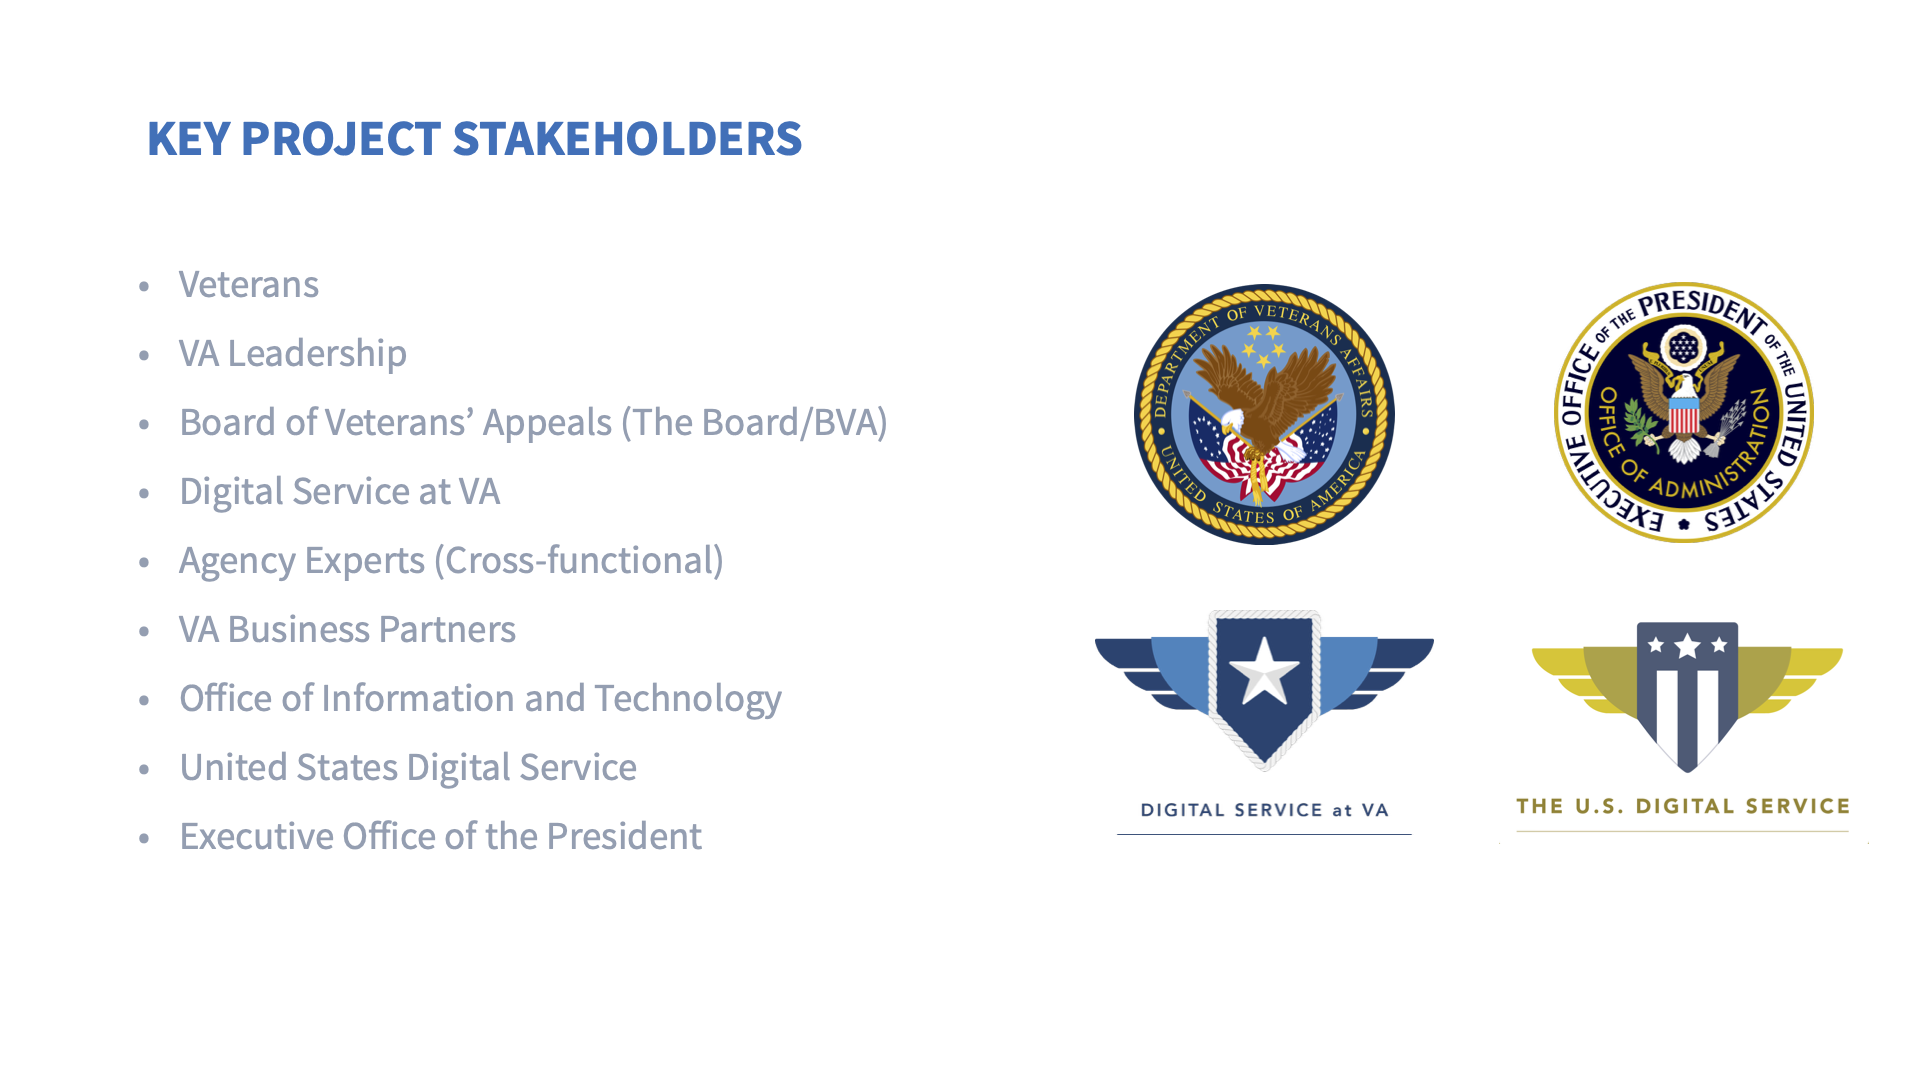 KEY PROJECT STAKEHOLDERS
• Veterans
• VA Leadership
• Board of Veterans’ Appeals (The Board/BVA)
• Digital Service at VA
• Agency Experts (Cross-functional)
• VA Business Partners
• Office of Information and Technology
• United States Digital Service
• Executive Office of the President
DEPARTMENT OF VETERANS AFFAIRS
UNITED STATES OF AMERICA
EXECUTIVE OFFICE OF THE PRESIDENT OF THE UNITED STATES
OFFICE OF ADMINISTRATION
DIGITAL SERVICE at VA
THE U.S. DIGITAL SERVICE